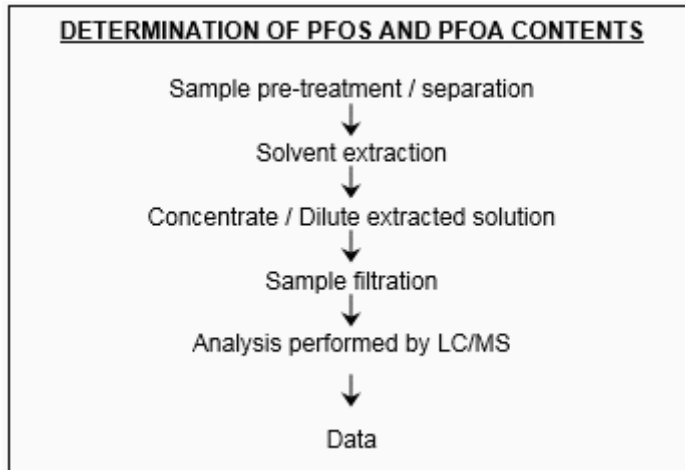 DETERMINATION OF PFOS AND PFOA CONTENTS
Sample pre-treatment / separation
Solvent extraction
Concentrate / Dilute extracted solution
Sample filtration
Analysis performed by LC/MS
Data